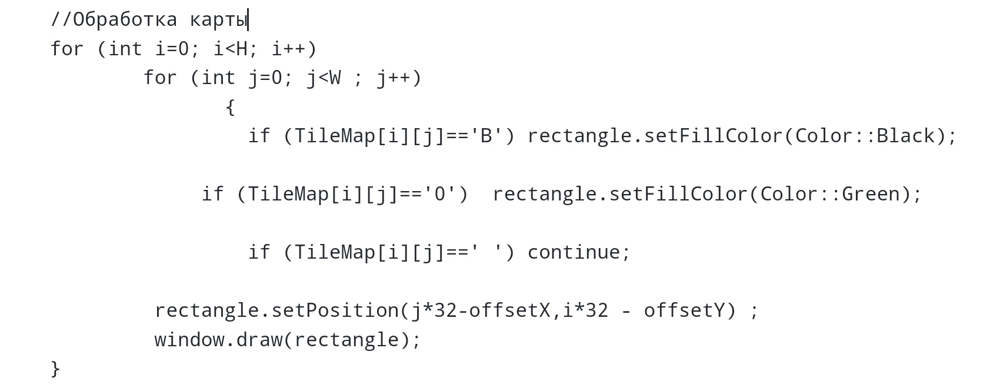 //Обработка карты
for (int i=0; i<H; i++)
for (int j=0; j<W ; j++)
{
if (TileMap[i][j]=='B') rectangle.setFillColor(Color::Black);
if (TileMap[i][j]=='0')  rectangle.setFillColor(Color::Green);
if (TileMap[i][j]==' ') continue;
rectangle.setPosition(j*32-offsetX,i*32 - offsetY) ;
window.draw(rectangle);
}